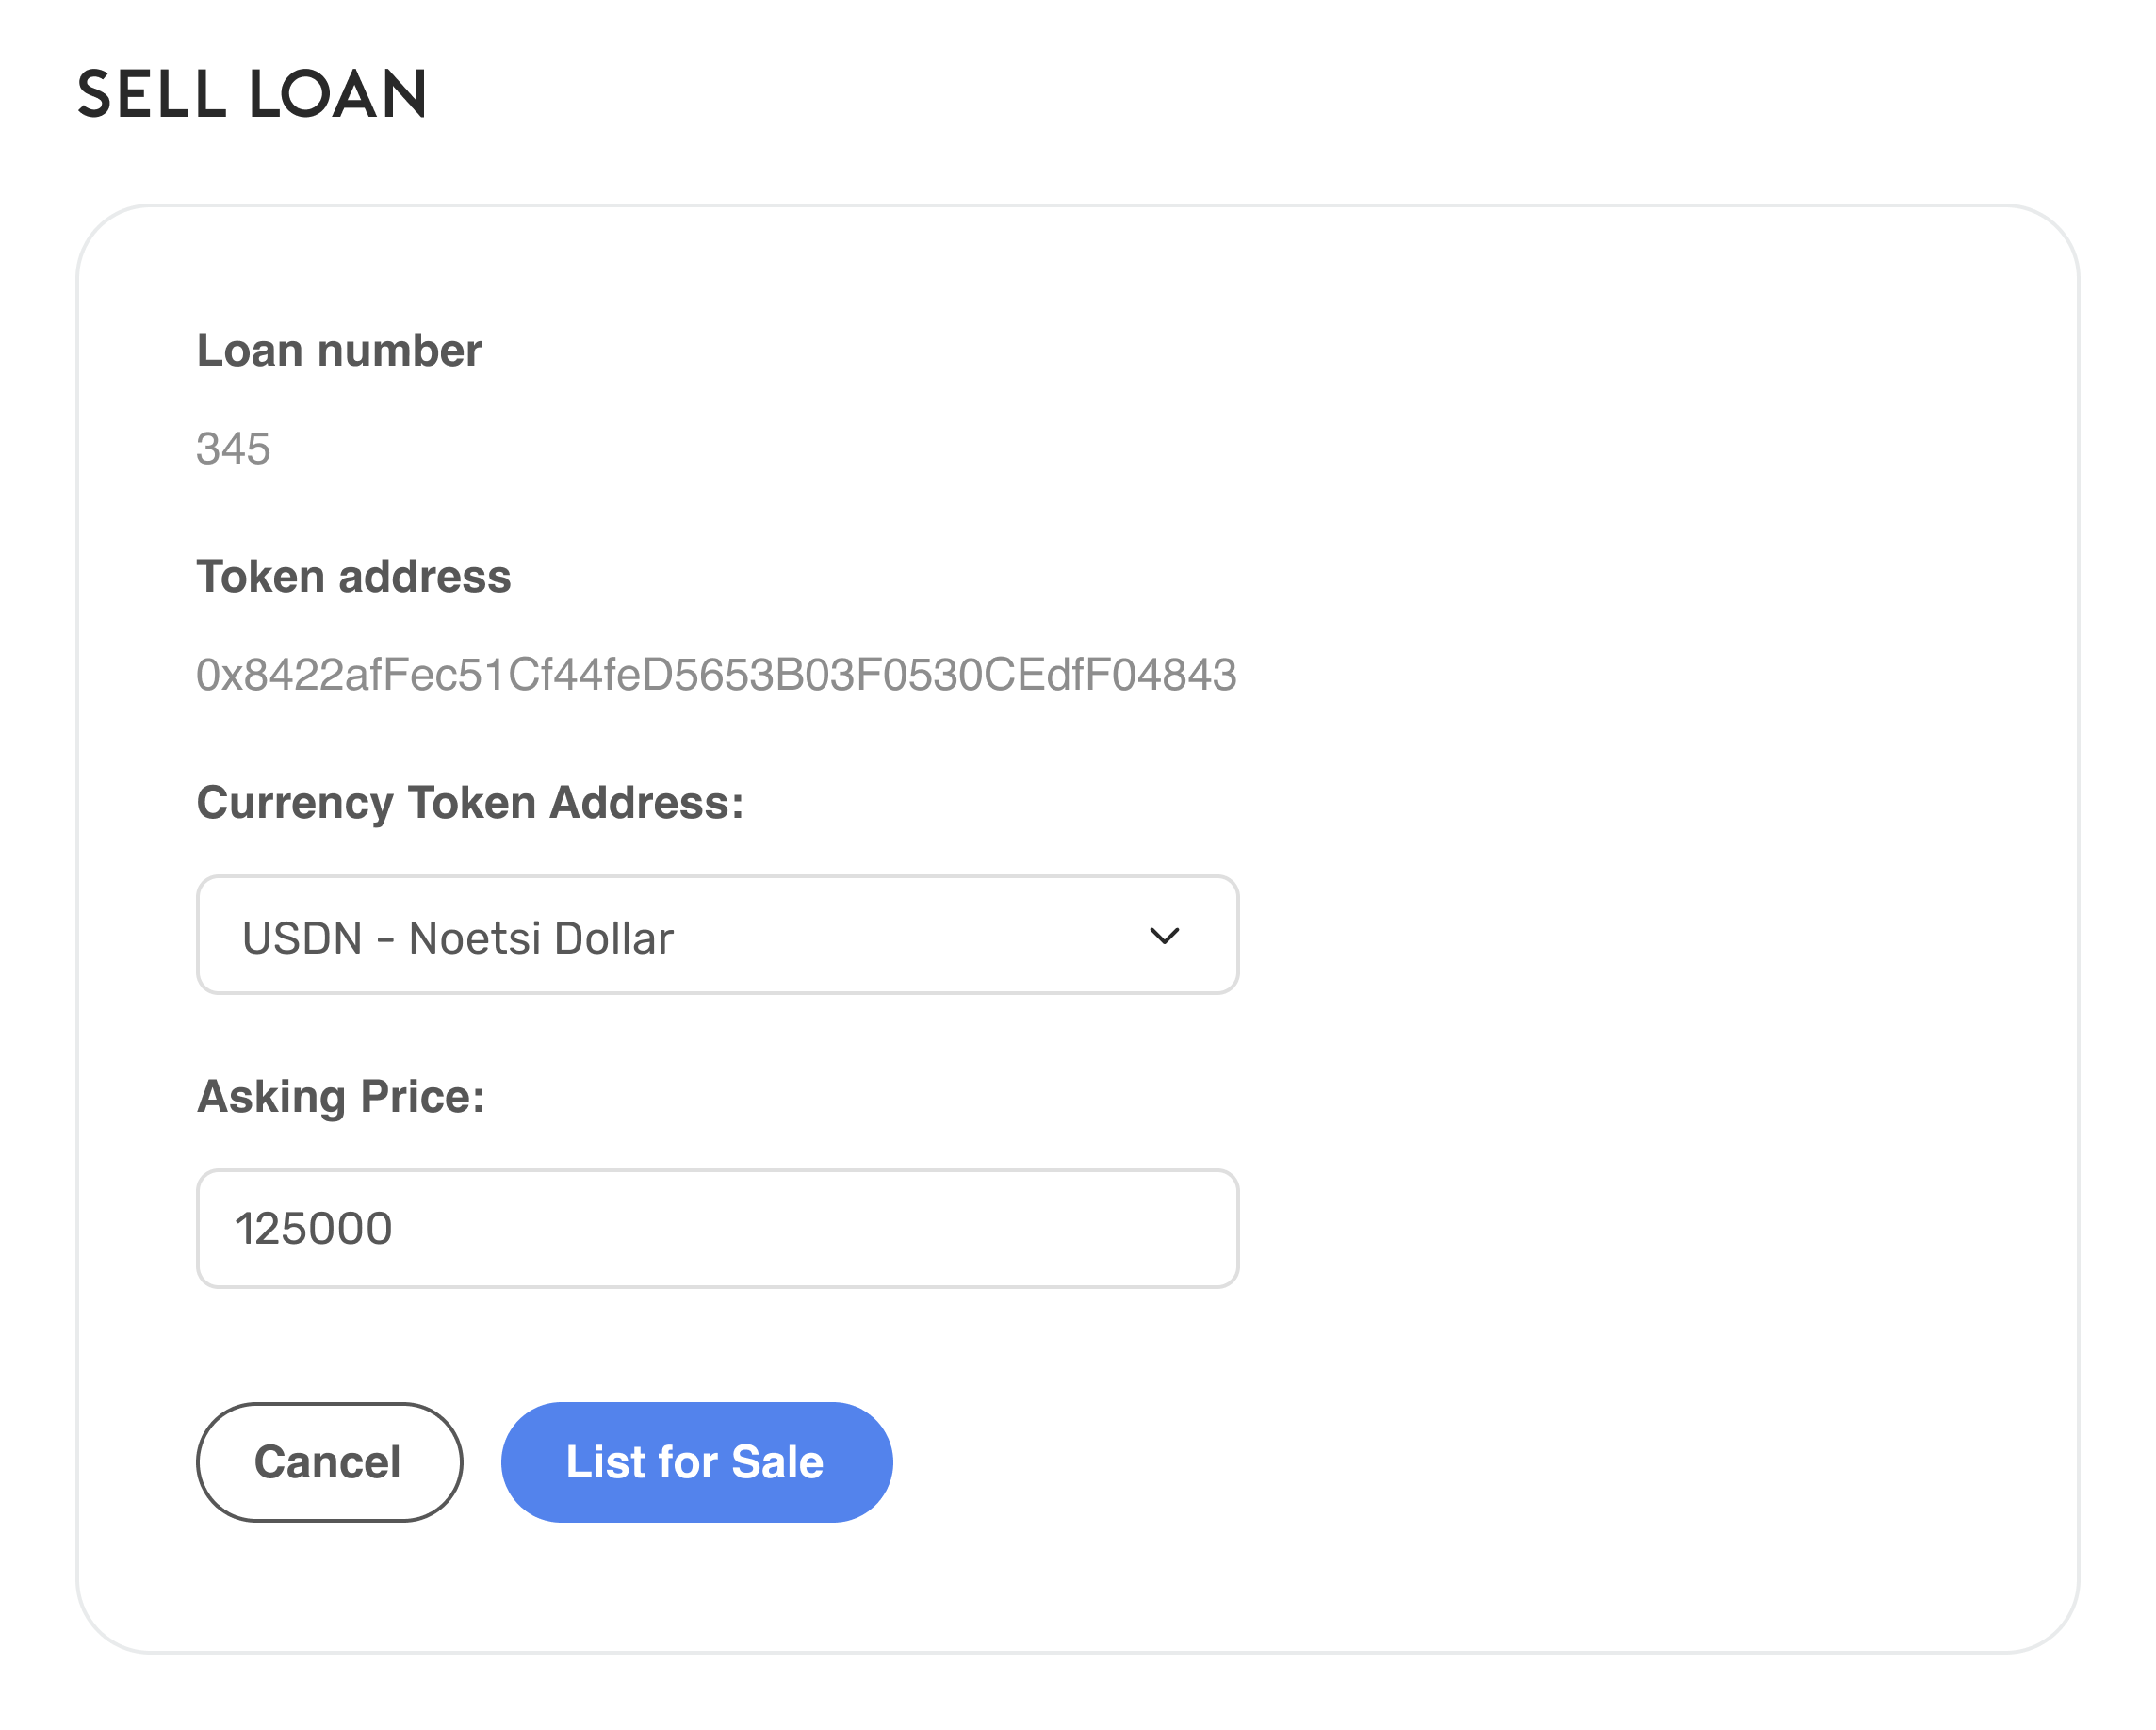 SELL LOAN
Loan number
345
Token address
0x8422afFec51Cf44feD5653B03F0530CEdfF04843
Currency Token Address:
USDN - Noetsi Dollar
Asking Price:
125000
Cancel
List for Sale